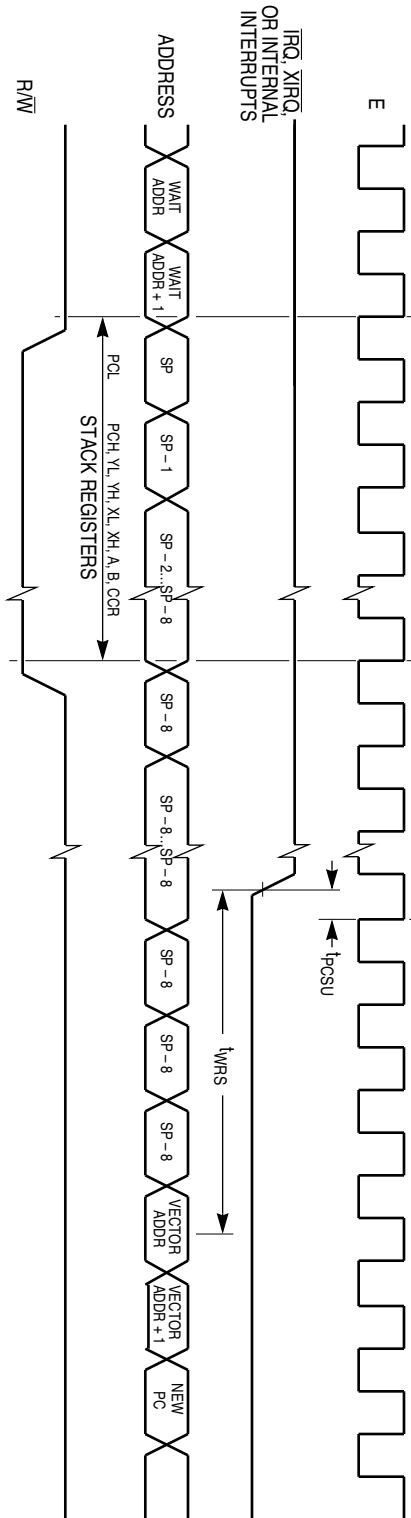 E
tPCSU
IRQ, XIRQ,
OR INTERNAL
INTERRUPTS
tWRS
ADDRESS
WAIT
ADDR
WAIT
ADDR + 1
SP
SP – 1
SP – 2...SP – 8
SP – 8
SP – 8...SP – 8
SP – 8
SP – 8
SP – 8
VECTOR
ADDR
VECTOR
ADDR + 1
NEW
PC
PCL
PCH, YL, YH, XL, XH, A, B, CCR
STACK REGISTERS
R/W